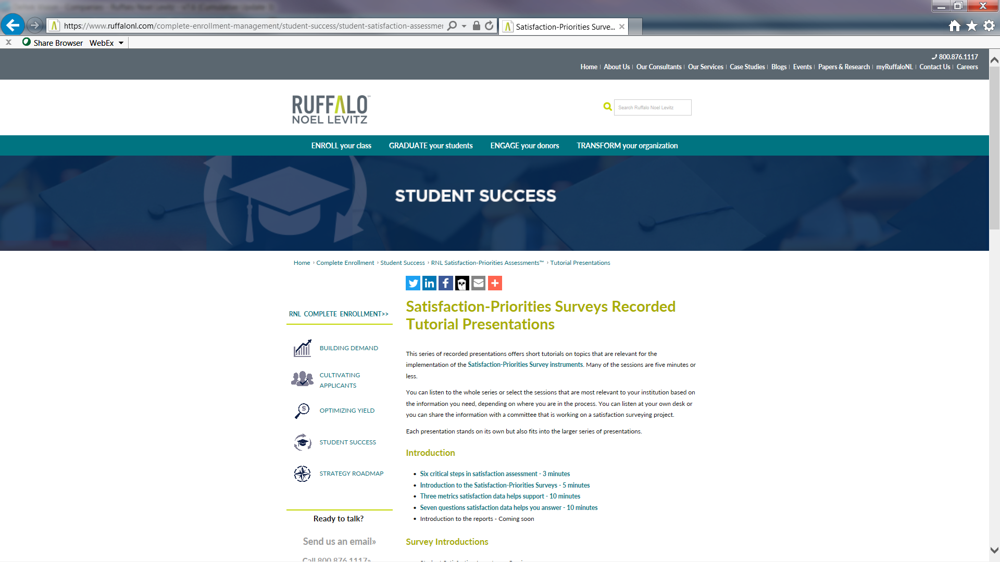 https://www.ruffalonl.com/complete-enrollment-management/student-success/student-satisfaction-assessmer
Satisfaction-Priorities Surve...
x Share Browser WebEx
800.876.1117
Home | About Us | Our Consultants | Our Services | Case Studies | Blogs | Events | Papers & Research | myRuffaloNL | Contact Us | Careers
RUFFALO
NOEL LEVITZ
Search Ruffalo Noel Levitz
ENROLL your class GRADUATE your students ENGAGE your donors TRANSFORM your organization
STUDENT SUCCESS
Home › Complete Enrollment › Student Success › RNL Satisfaction-Priorities Assessments™ › Tutorial Presentations
RNL COMPLETE ENROLLMENT>>
BUILDING DEMAND
CULTIVATING
APPLICANTS
OPTIMIZING YIELD
STUDENT SUCCESS
STRATEGY ROADMAP
Ready to talk?
Send us an email»
Call 800.876.1117»
Satisfaction-Priorities Surveys Recorded
Tutorial Presentations
This series of recorded presentations offers short tutorials on topics that are relevant for the
implementation of the Satisfaction-Priorities Survey instruments. Many of the sessions are five minutes or
less.
You can listen to the whole series or select the sessions that are most relevant to your institution based on
the information you need, depending on where you are in the process. You can listen at your own desk or
you can share the information with a committee that is working on a satisfaction surveying project.
Each presentation stands on its own but also fits into the larger series of presentations.
Introduction
• Six critical steps in satisfaction assessment - 3 minutes
• Introduction to the Satisfaction-Priorities Surveys - 5 minutes
• Three metrics satisfaction data helps support - 10 minutes
• Seven questions satisfaction data helps you answer - 10 minutes
• Introduction to the reports - Coming soon
Survey Introductions